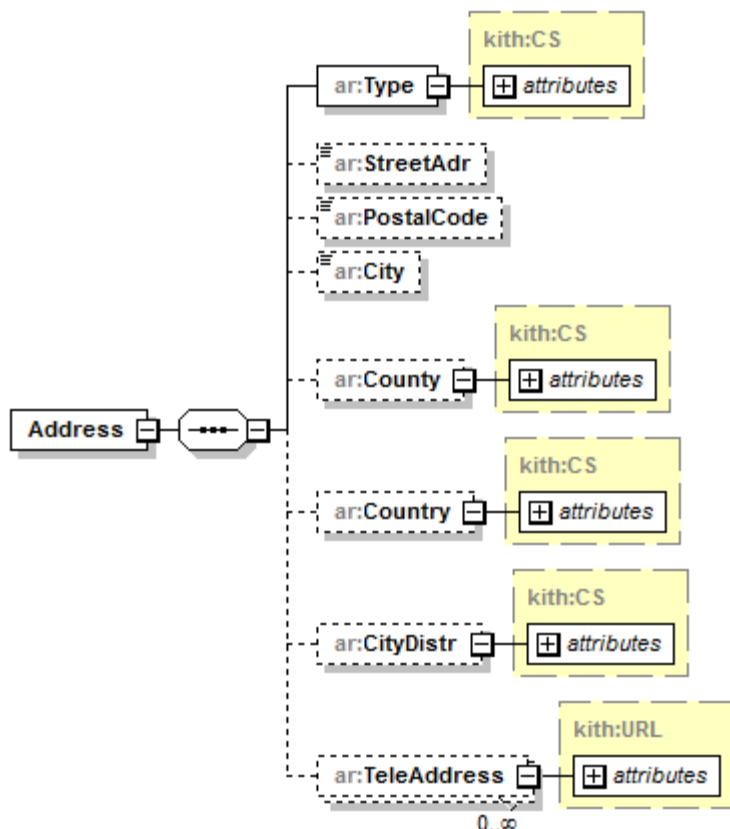 kith:CS
ar:Type
attributes
ar:StreetAdr
ar:PostalCode
ar:City
kith:CS
ar:County
attributes
Address
kith:CS
ar:Country
attributes
kith:CS
ar:CityDistr
attributes
kith:URL
ar:TeleAddress
attributes
0..∞